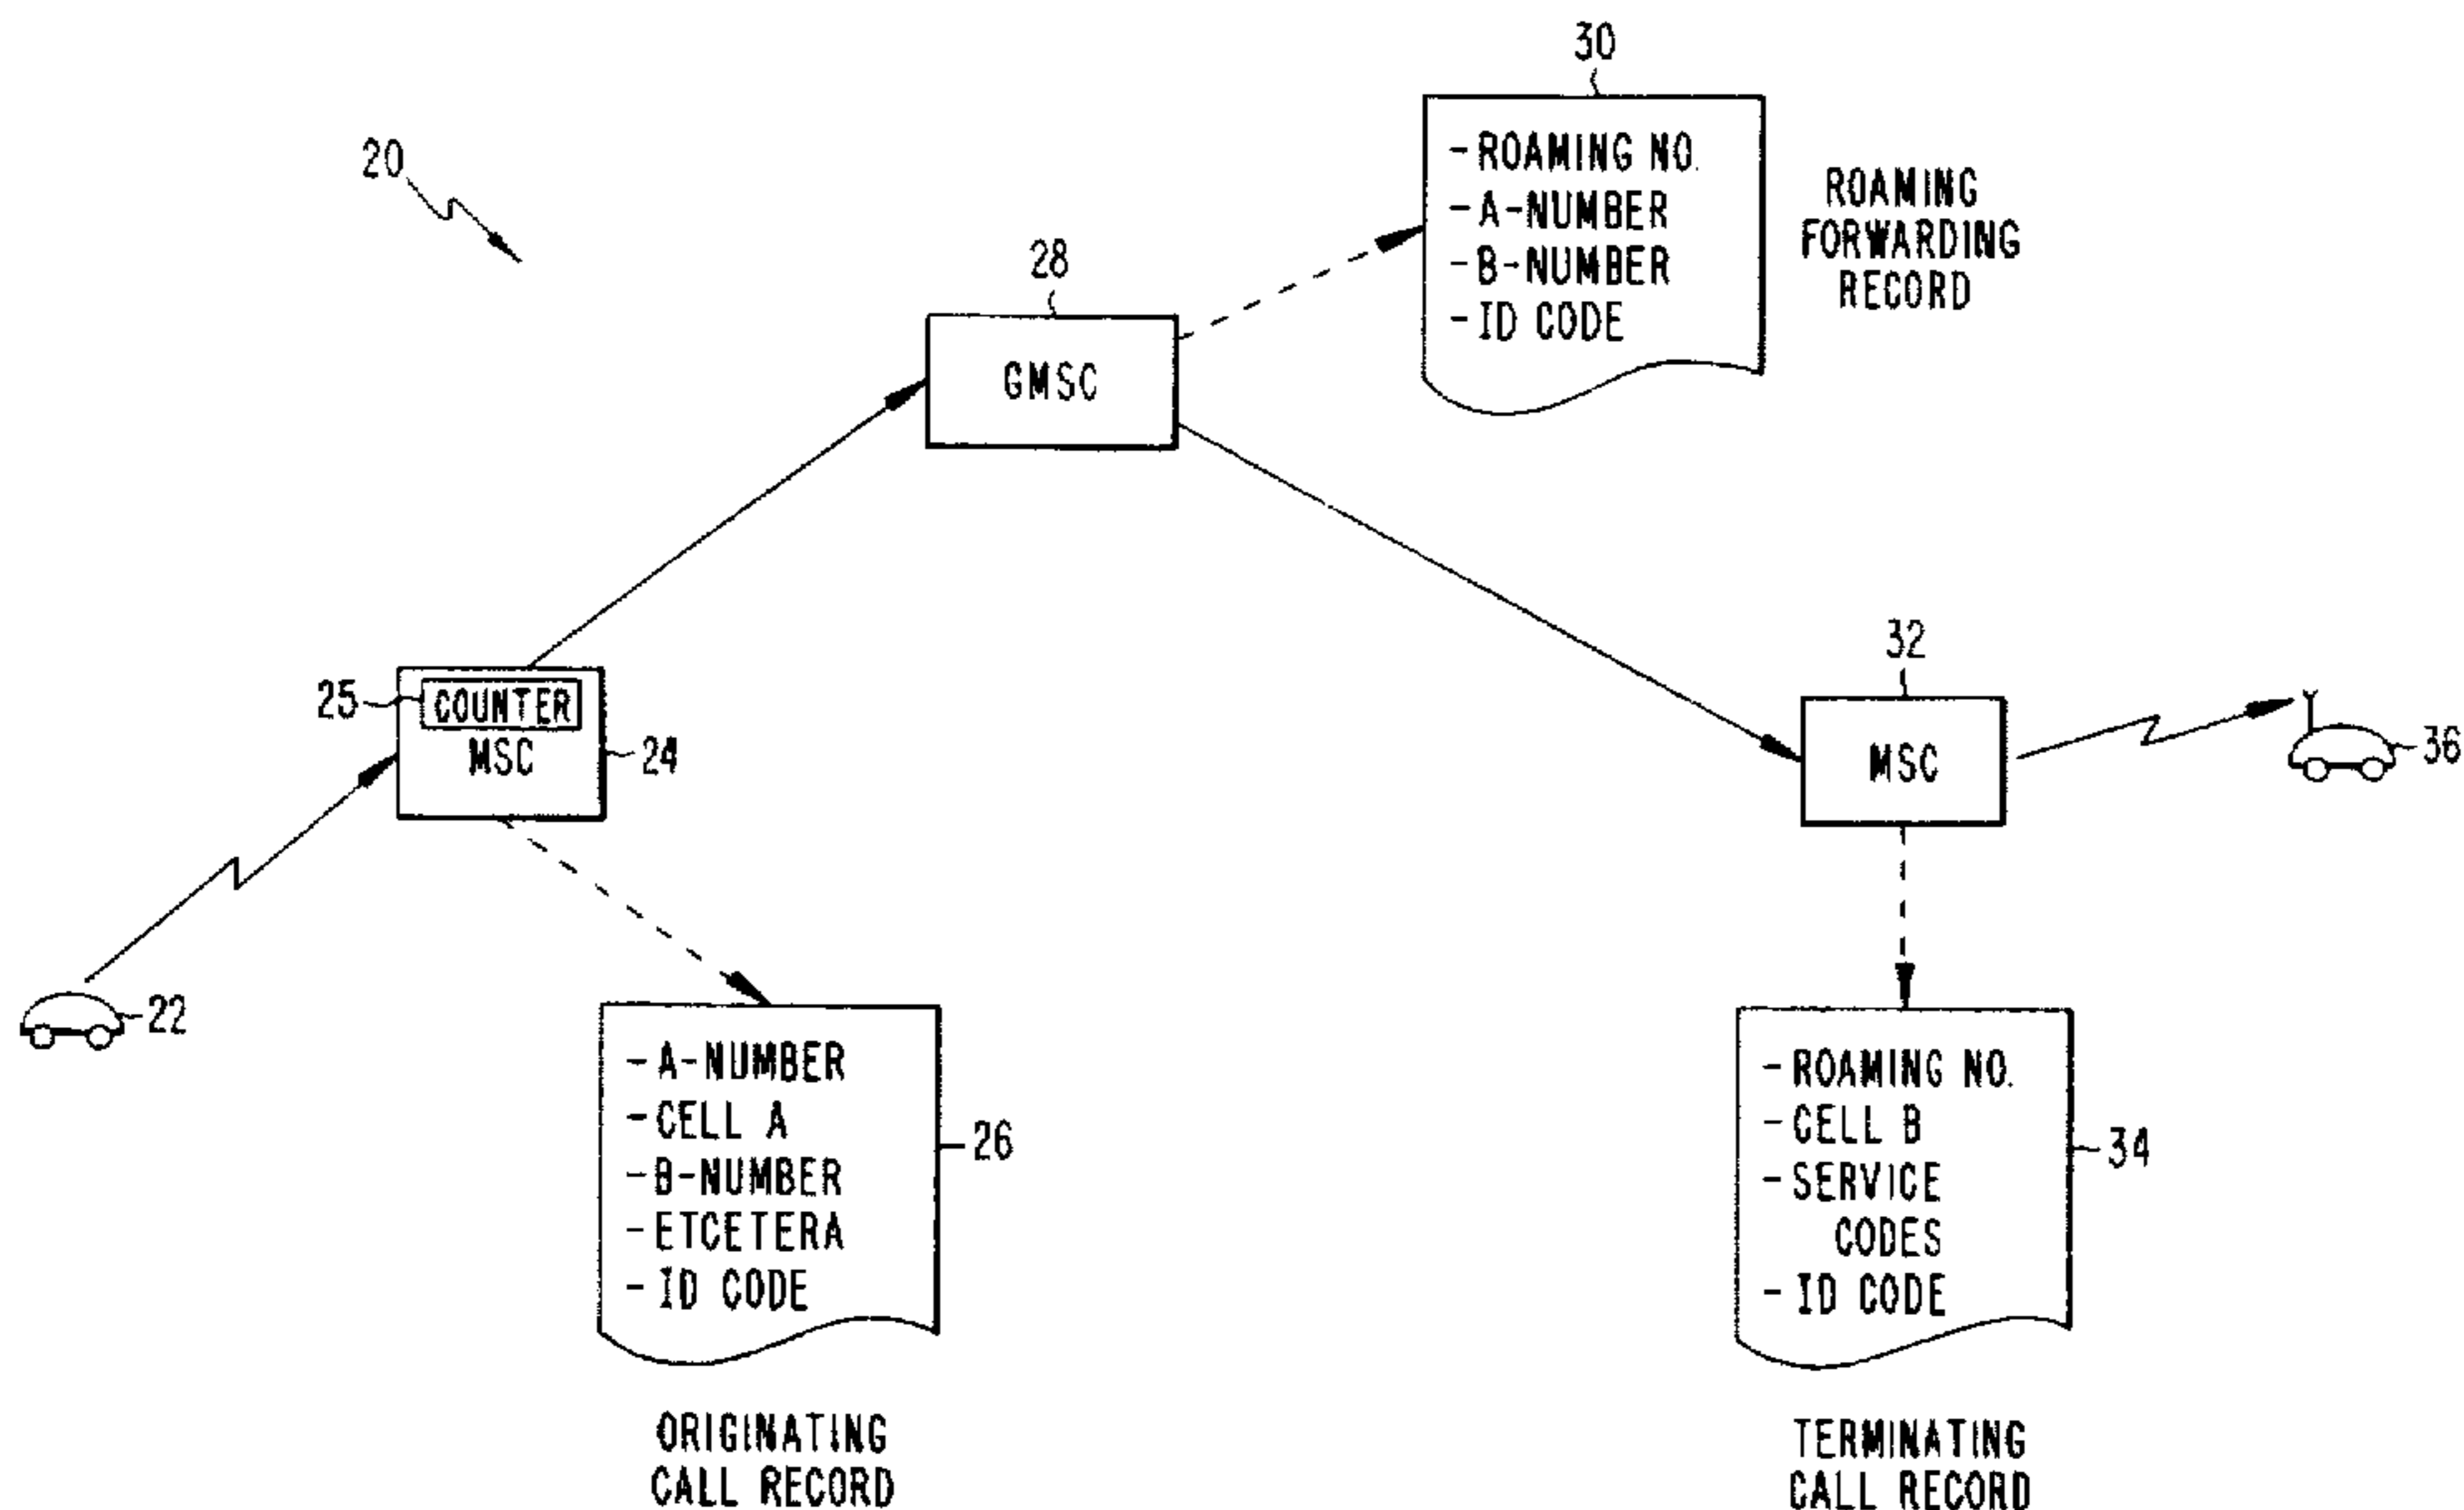 30
- ROAMING NO.
- A-NUMBER
- B-NUMBER
- ID CODE
ROAMING
FORWARDING
RECORD
20
28
GMSC
25
COUNTER
MSC
24
32
MSC
36
22
- A-NUMBER
- CELL A
- B-NUMBER
- ETCETERA
- ID CODE
26
ORIGINATING
CALL RECORD
- ROAMING NO.
- CELL B
- SERVICE
CODES
- ID CODE
34
TERMINATING
CALL RECORD